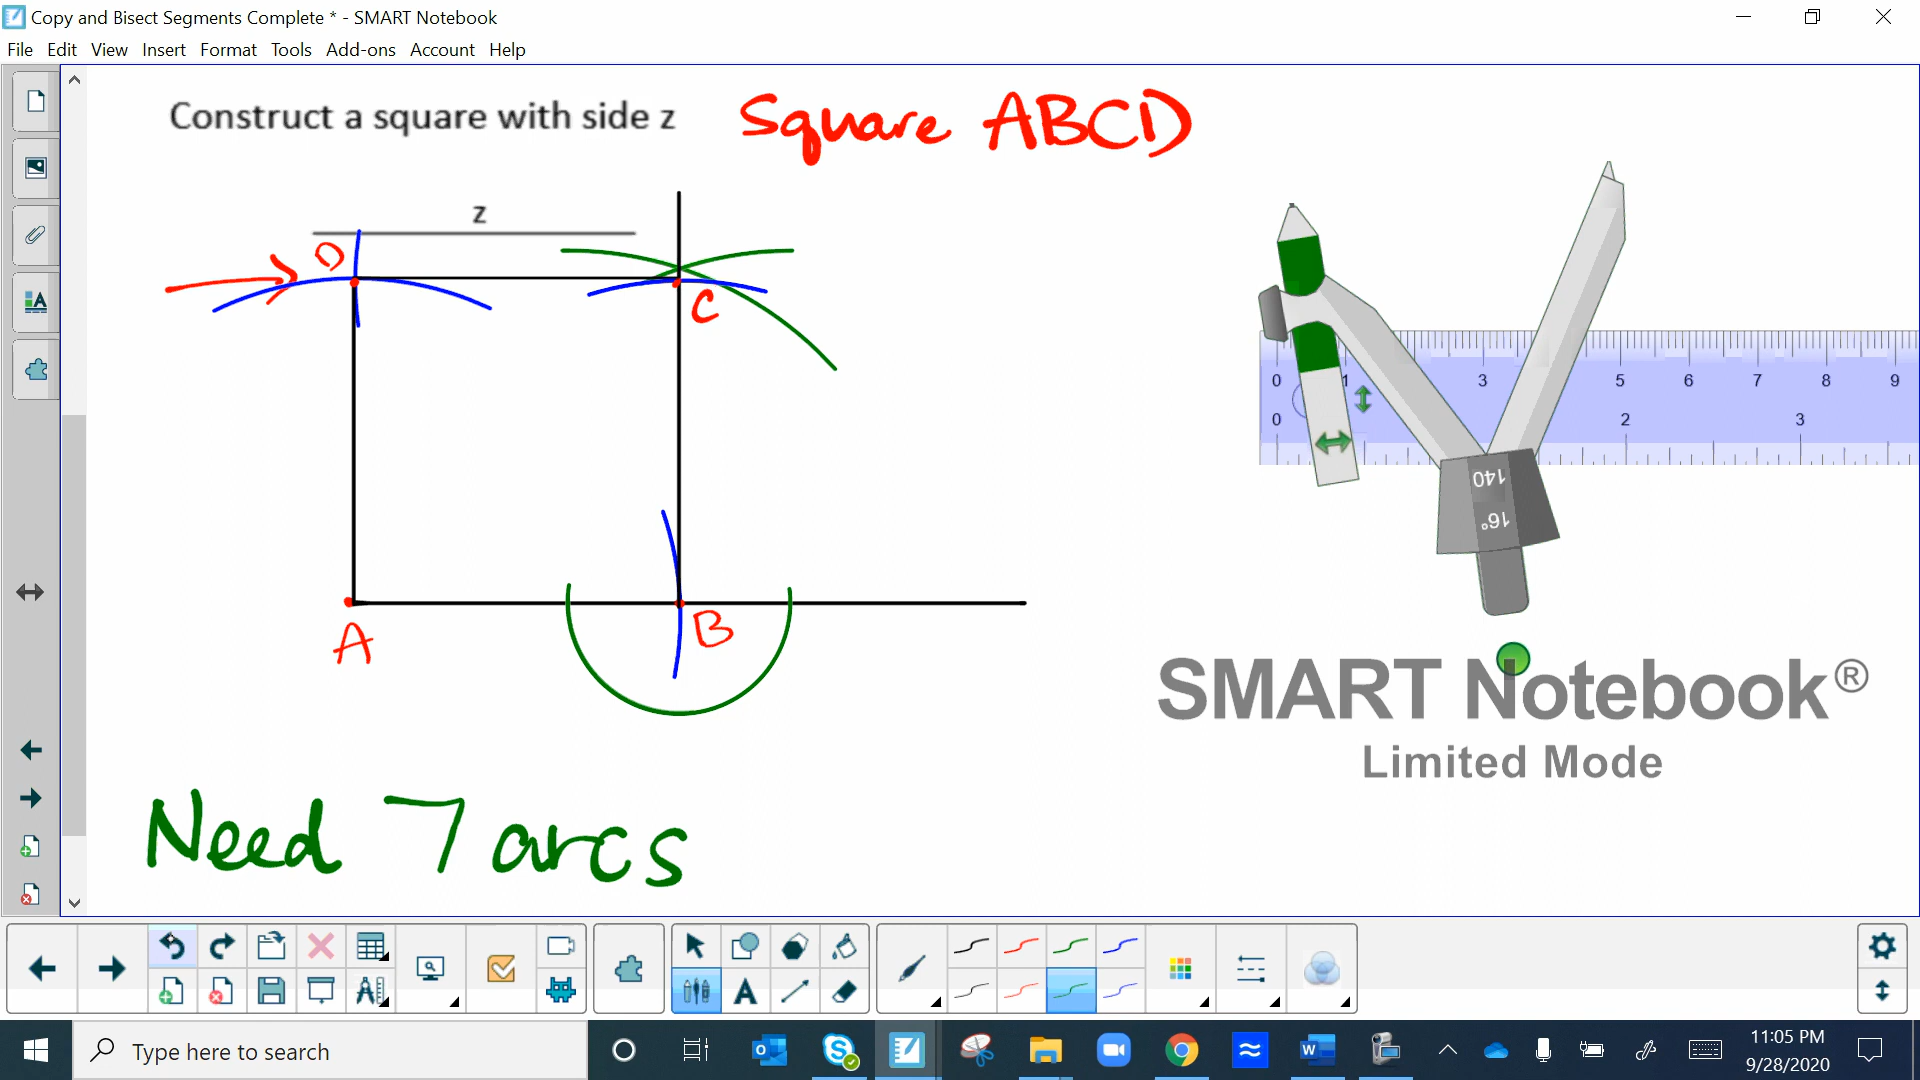 Copy and Bisect Segments Complete * - SMART Notebook
File Edit View Insert Format Tools Add-ons Account Help
Construct a square with side z Square ABCD
z
D
C
0 1 3 5 6 7 8 9
0 2 3
140
16°
A
B
SMART Notebook®
Limited Mode
Need 7 arcs
Type here to search
11:05 PM
9/28/2020